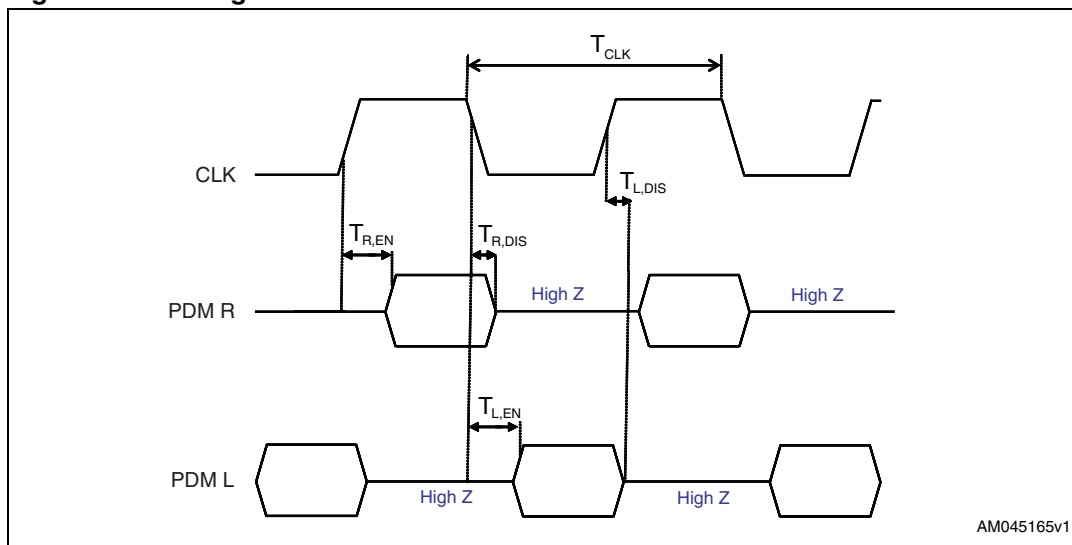 T_CLK
CLK
T_L,DIS
T_R,EN
T_R,DIS
High Z
High Z
PDM R
T_L,EN
PDM L
High Z
High Z
AM045165v1